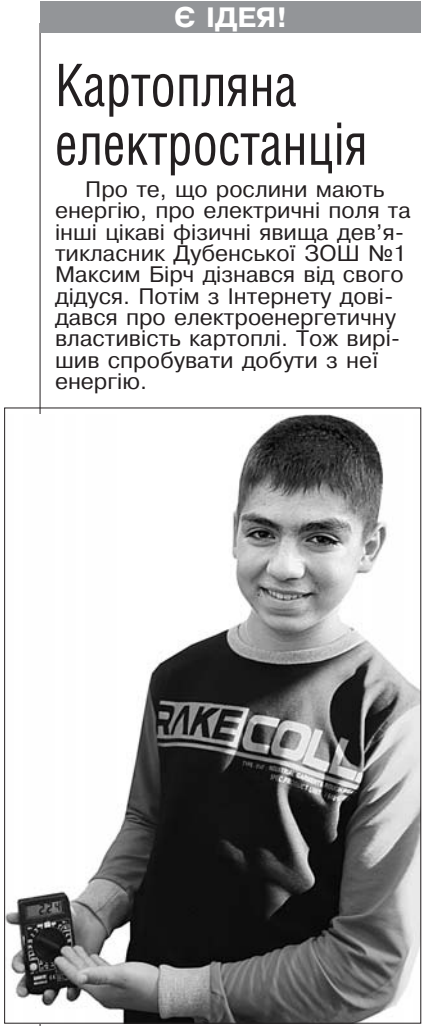 Є ІДЕЯ!
Картопляна
електростанція
Про те, що рослини мають
енергію, про електричні поля та
інші цікаві фізичні явища дев’я-
тикласник Дубенської ЗОШ №1
Максим Бірч дізнався від свого
дідуся. Потім з Інтернету дові-
дався про електроенергетичну
властивість картоплі. Тож вирі-
шив спробувати добути з неї
енергію.
RAKE COLL
224